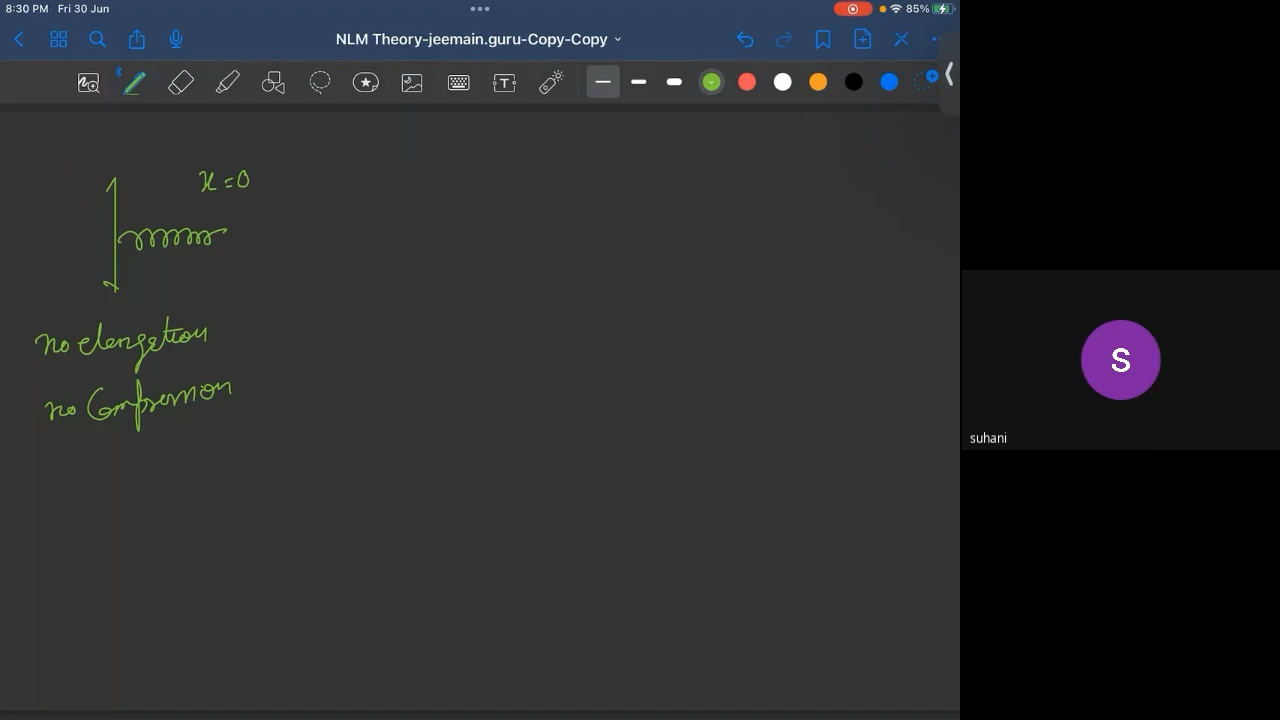 8:30 PM Fri 30 Jun
85%
NLM Theory-jeemain.guru-Copy-Copy
T
x = 0
no elongation
no Compression
S
suhani